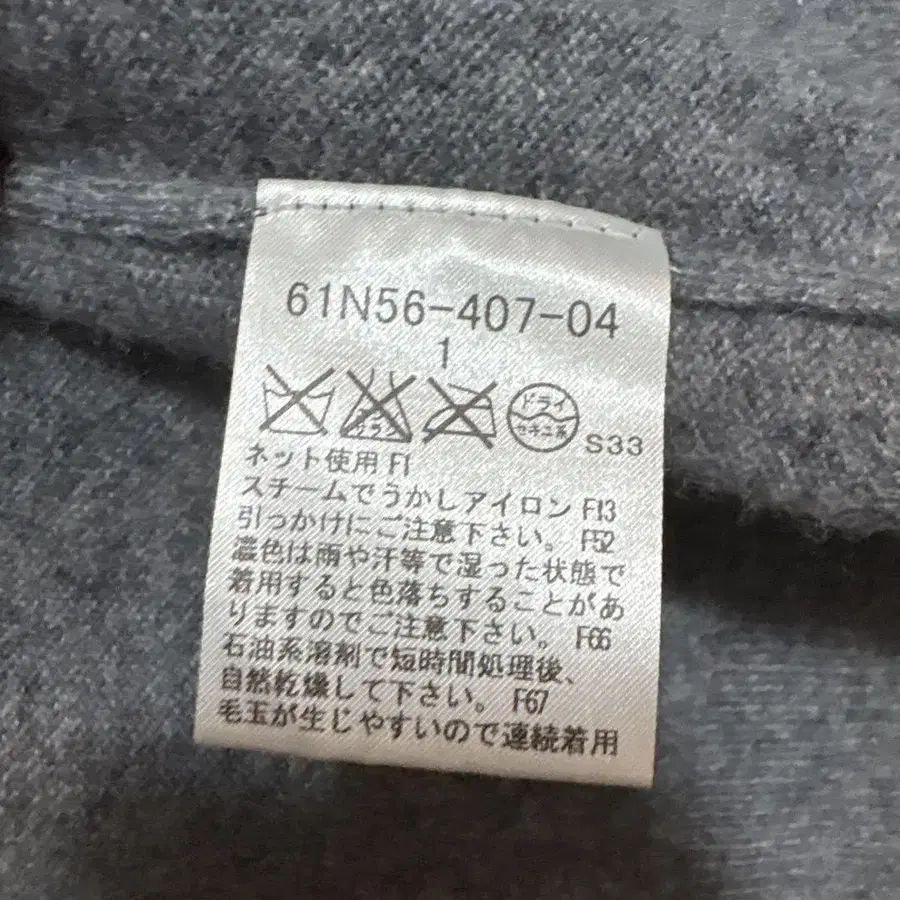 61N56-407-04
1
ドライ
セキユ系
S33
ネット使用 F1
スチームでうかしアイロン F13
引っかけにご注意下さい。 F52
濃色は雨や汗等で湿った状態で
着用すると色落ちすることがあ
りますのでご注意下さい。 F66
石油系溶剤で短時間処理後、
自然乾燥して下さい。 F67
毛玉が生じやすいので連続着用